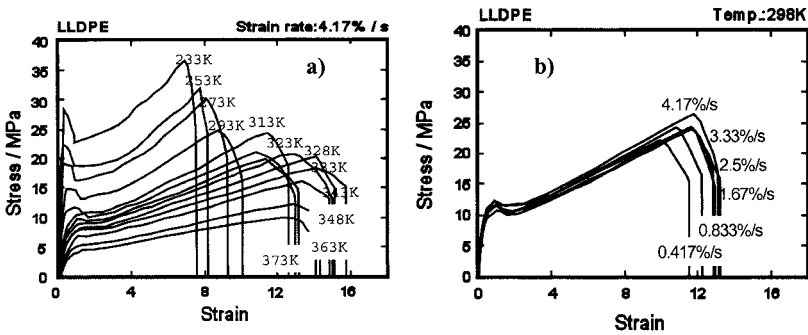 LLDPE
Strain rate:4.17% / s
a)
Stress / MPa
40
35
30
25
20
15
10
5
0
0
4
8
12
16
Strain
233K
253K
273K
293K
313K
323K
328K
333K
343K
348K
363K
373K
LLDPE
Temp.:298K
b)
Stress / MPa
40
35
30
25
20
15
10
5
0
0
4
8
12
16
Strain
4.17%/s
3.33%/s
2.5%/s
1.67%/s
0.833%/s
0.417%/s